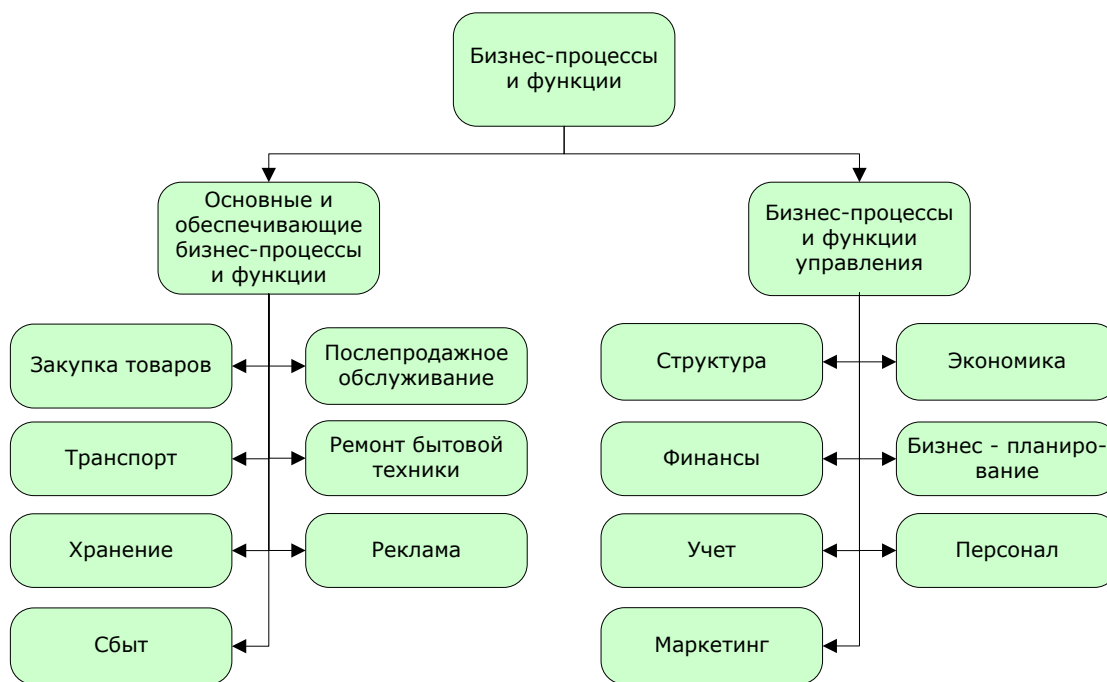 Бизнес-процессы
и функции
Основные и
обеспечивающие
бизнес-процессы
и функции
Бизнес-процессы
и функции
управления
Закупка товаров
Послепродажное
обслуживание
Структура
Экономика
Транспорт
Ремонт бытовой
техники
Финансы
Бизнес - планиро-
вание
Хранение
Реклама
Учет
Персонал
Сбыт
Маркетинг